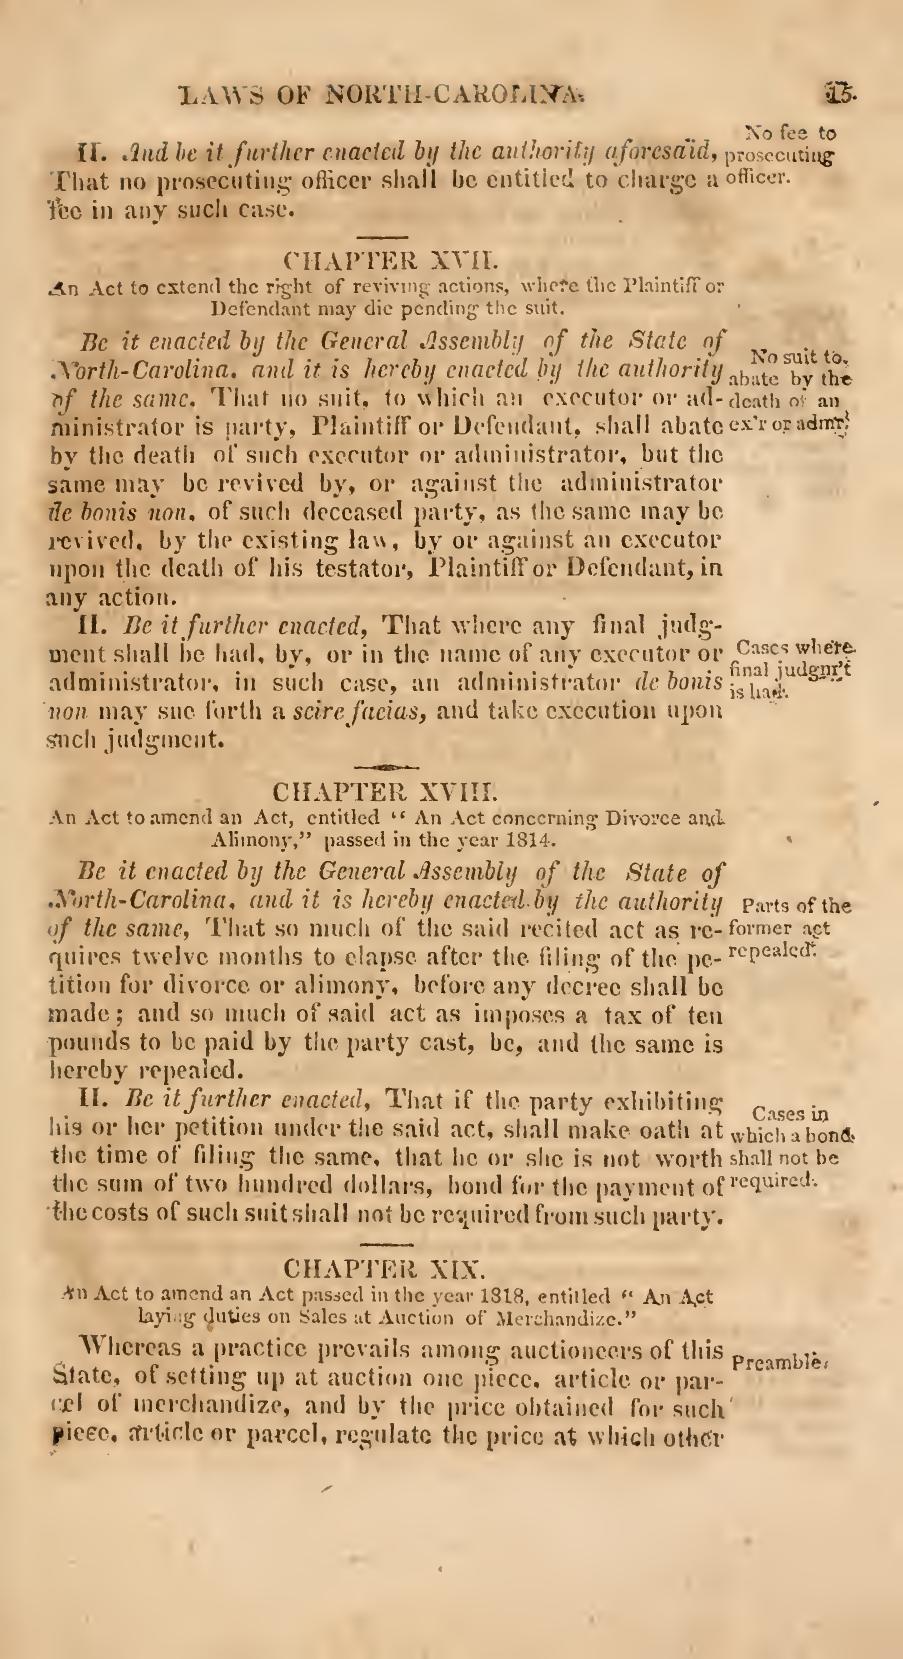 LAWS OF NORTH-CAROLINA. 15
II. And be it further enacted by the authority aforesaid,
That no prosecuting officer shall be entitled to charge a
fee in any such case.
No fee to
prosecuting
officer.
CHAPTER XVII.
An Act to extend the right of reviving actions, where the Plaintiff or
Defendant may die pending the suit.
Be it enacted by the General Assembly of the State of
North-Carolina, and it is hereby enacted by the authority
of the same, That no suit, to which an executor or ad-
ministrator is party, Plaintiff or Defendant, shall abate
by the death of such executor or administrator, but the
same may be revived by, or against the administrator
de bonis non, of such deceased party, as the same may be
revived, by the existing law, by or against an executor
upon the death of his testator, Plaintiff or Defendant, in
any action.
No suit to
abate by the
death of an
ex'r or adm'r
II. Be it further enacted, That where any final judg-
ment shall be had, by, or in the name of any executor or
administrator, in such case, an administrator de bonis
non may sue forth a scire facias, and take execution upon
such judgment.
Cases where
final judgm't
is had.
CHAPTER XVIII.
An Act to amend an Act, entitled “ An Act concerning Divorce and
Alimony,” passed in the year 1814.
Be it enacted by the General Assembly of the State of
North-Carolina, and it is hereby enacted by the authority
of the same, That so much of the said recited act as re-
quires twelve months to elapse after the filing of the pe-
tition for divorce or alimony, before any decree shall be
made; and so much of said act as imposes a tax of ten
pounds to be paid by the party cast, be, and the same is
hereby repealed.
Parts of the
former act
repealed.
II. Be it further enacted, That if the party exhibiting
his or her petition under the said act, shall make oath at
the time of filing the same, that he or she is not worth
the sum of two hundred dollars, bond for the payment of
the costs of such suit shall not be required from such party.
Cases in
which a bond
shall not be
required.
CHAPTER XIX.
An Act to amend an Act passed in the year 1818, entitled “ An Act
laying duties on Sales at Auction of Merchandize.”
Whereas a practice prevails among auctioneers of this
State, of setting up at auction one piece, article or par-
cel of merchandize, and by the price obtained for such
piece, article or parcel, regulate the price at which other
Preamble.